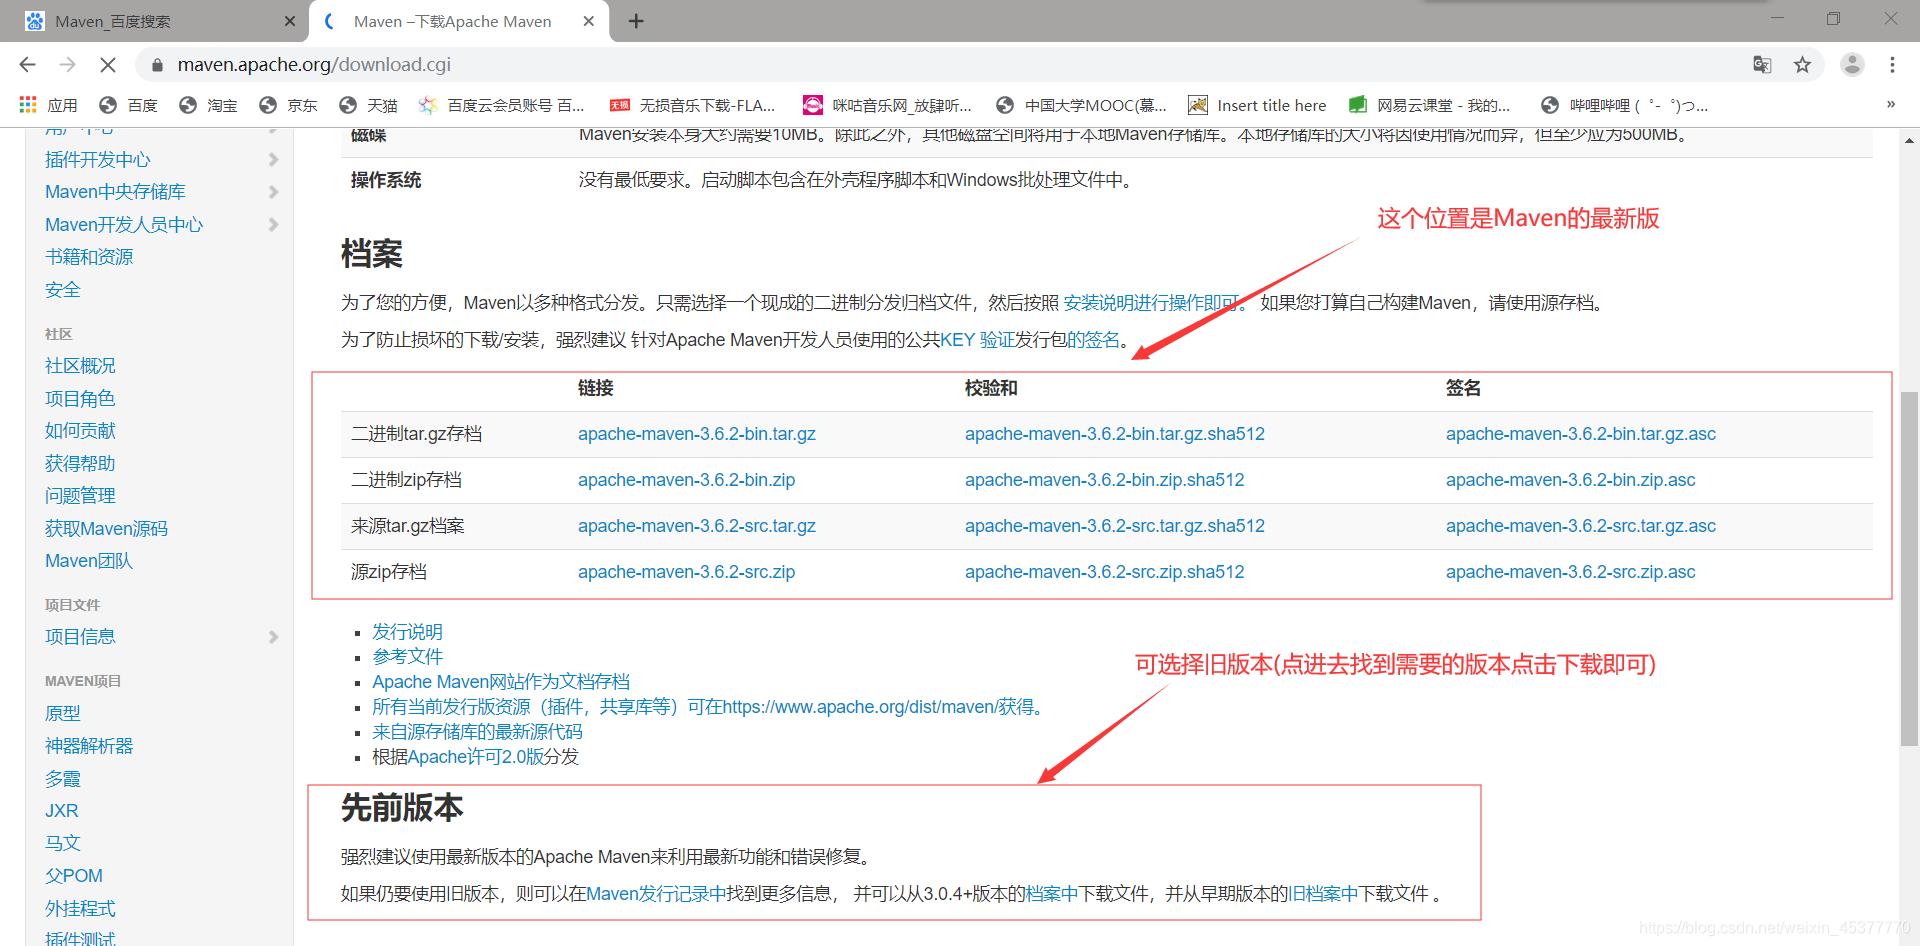 Maven_百度搜索
Maven –下载Apache Maven
maven.apache.org/download.cgi
应用 百度 淘宝 京东 天猫 百度云会员账号 百... 无损 无损音乐下载-FLA... 咪咕音乐网_放肆听... 中国大学MOOC(慕... Insert title here 网易云课堂 - 我的... 哔哩哔哩 (゜-゜)つ... »
用户中心
插件开发中心
Maven中央存储库
Maven开发人员中心
书籍和资源
安全
社区
社区概况
项目角色
如何贡献
获得帮助
问题管理
获取Maven源码
Maven团队
项目文件
项目信息
MAVEN项目
原型
神器解析器
多霞
JXR
马文
父POM
外挂程式
插件测试
磁碟 Maven安装本身大约需要10MB。除此之外，其他磁盘空间将用于本地Maven存储库。本地存储库的大小将因使用情况而异，但至少应为500MB。
操作系统 没有最低要求。启动脚本包含在外壳程序脚本和Windows批处理文件中。
这个位置是Maven的最新版
档案
为了您的方便，Maven以多种格式分发。只需选择一个现成的二进制分发归档文件，然后按照 安装说明进行操作即可。 如果您打算自己构建Maven，请使用源存档。
为了防止损坏的下载/安装，强烈建议 针对Apache Maven开发人员使用的公共KEY 验证发行包的签名。
链接 校验和 签名
二进制tar.gz存档 apache-maven-3.6.2-bin.tar.gz apache-maven-3.6.2-bin.tar.gz.sha512 apache-maven-3.6.2-bin.tar.gz.asc
二进制zip存档 apache-maven-3.6.2-bin.zip apache-maven-3.6.2-bin.zip.sha512 apache-maven-3.6.2-bin.zip.asc
来源tar.gz档案 apache-maven-3.6.2-src.tar.gz apache-maven-3.6.2-src.tar.gz.sha512 apache-maven-3.6.2-src.tar.gz.asc
源zip存档 apache-maven-3.6.2-src.zip apache-maven-3.6.2-src.zip.sha512 apache-maven-3.6.2-src.zip.asc
发行说明
参考文件
Apache Maven网站作为文档存档
所有当前发行版资源（插件，共享库等）可在https://www.apache.org/dist/maven/获得。
来自源存储库的最新源代码
根据Apache许可2.0版分发
可选择旧版本(点进去找到需要的版本点击下载即可)
先前版本
强烈建议使用最新版本的Apache Maven来利用最新功能和错误修复。
如果仍要使用旧版本，则可以在Maven发行记录中找到更多信息， 并可以从3.0.4+版本的档案中下载文件，并从早期版本的旧档案中下载文件 。
https://blog.csdn.net/weixin_45377770